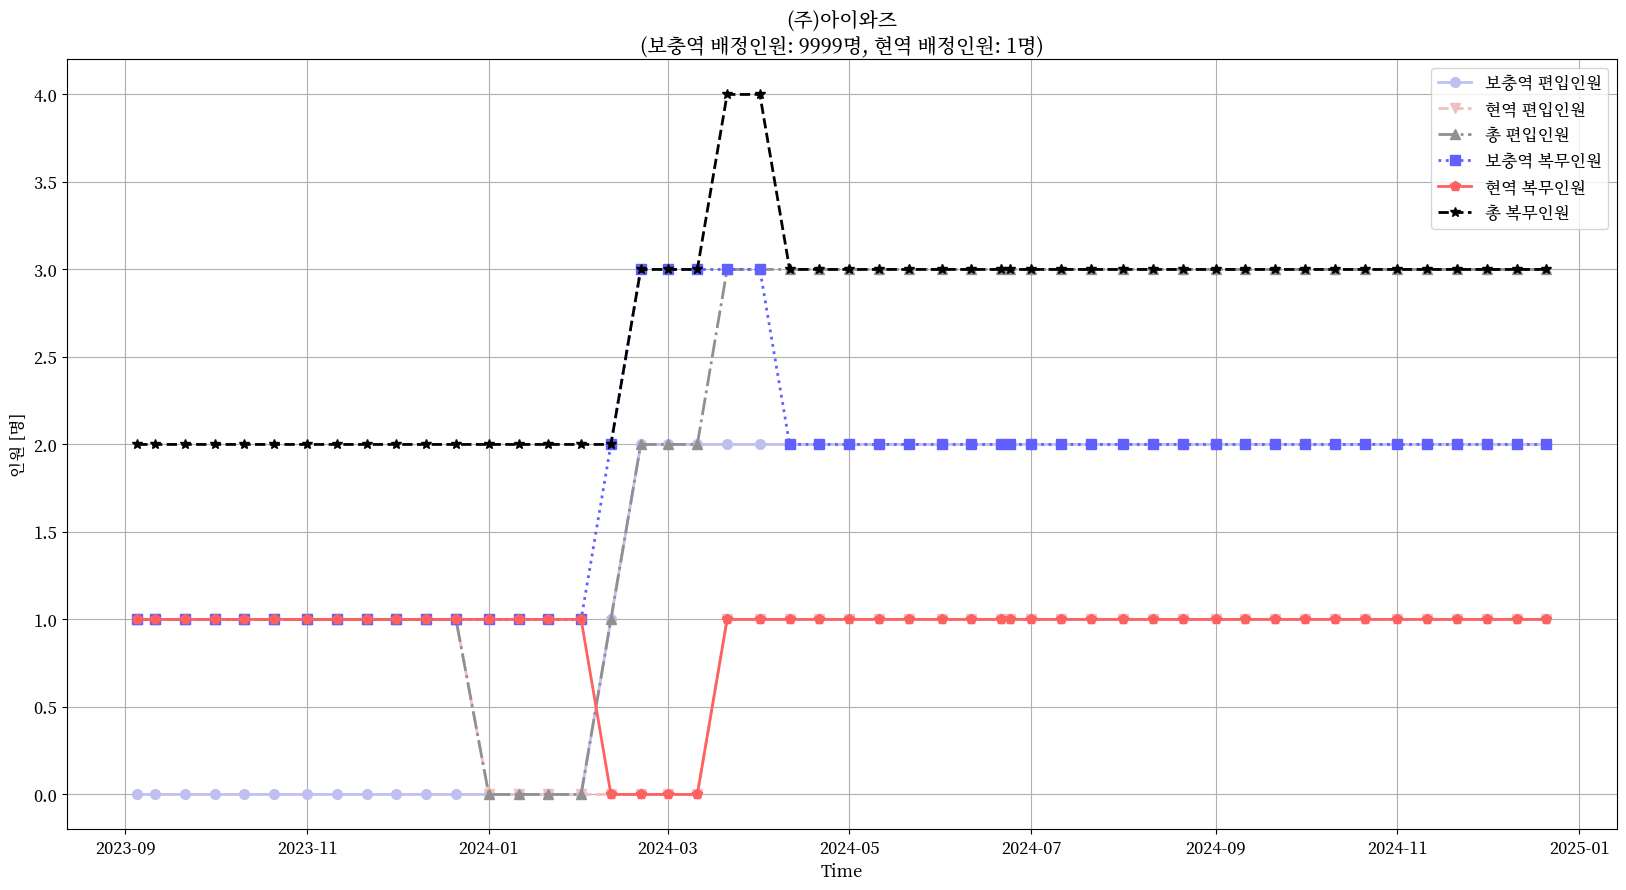 (주)아이와즈
(보충역 배정인원: 9999명, 현역 배정인원: 1명)
보충역 편입인원
현역 편입인원
총 편입인원
보충역 복무인원
현역 복무인원
총 복무인원
인원 [명]
4.0
3.5
3.0
2.5
2.0
1.5
1.0
0.5
0.0
2023-09 2023-11 2024-01 2024-03 2024-05 2024-07 2024-09 2024-11 2025-01
Time